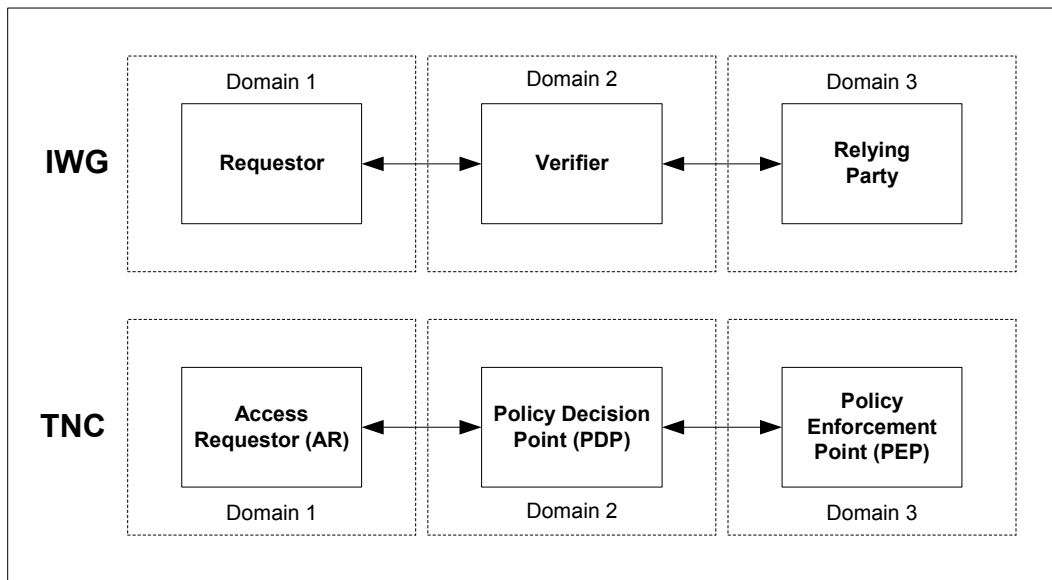 Domain 1
Domain 2
Domain 3
IWG
Requestor
Verifier
Relying
Party
TNC
Access
Requestor (AR)
Policy Decision
Point (PDP)
Policy
Enforcement
Point (PEP)
Domain 1
Domain 2
Domain 3